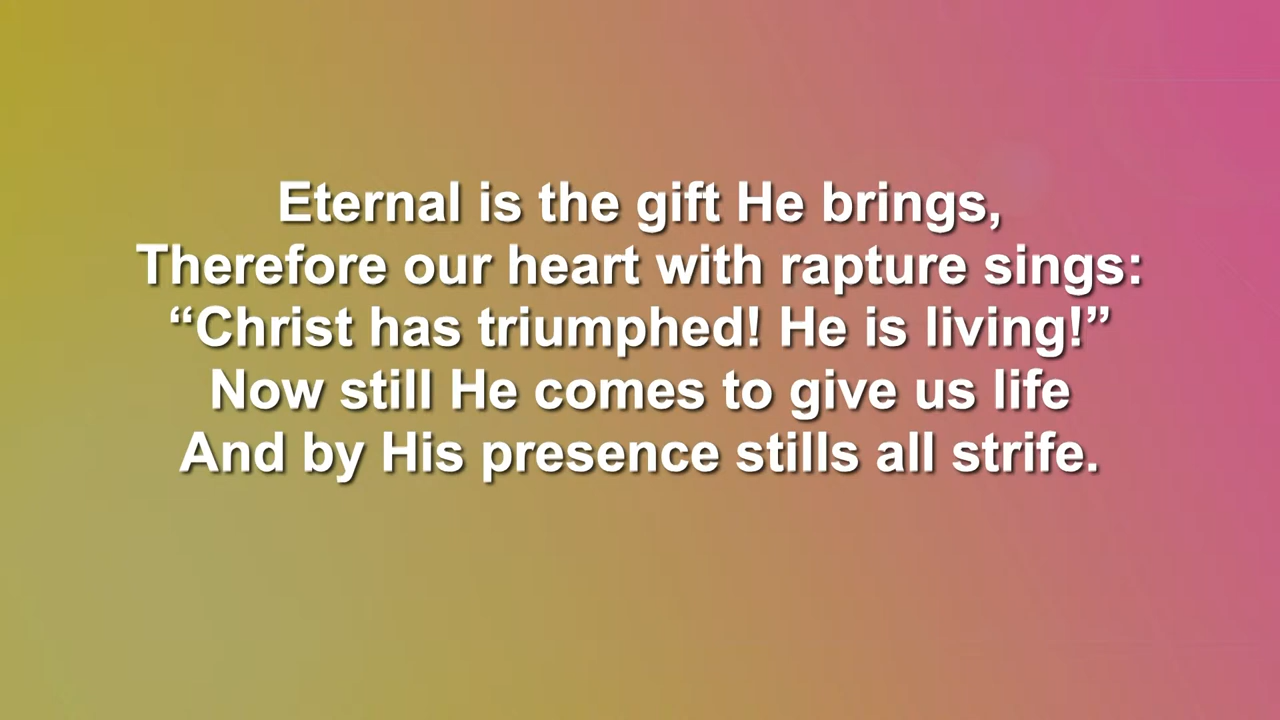 Eternal is the gift He brings,
Therefore our heart with rapture sings:
“Christ has triumphed! He is living!”
Now still He comes to give us life
And by His presence stills all strife.